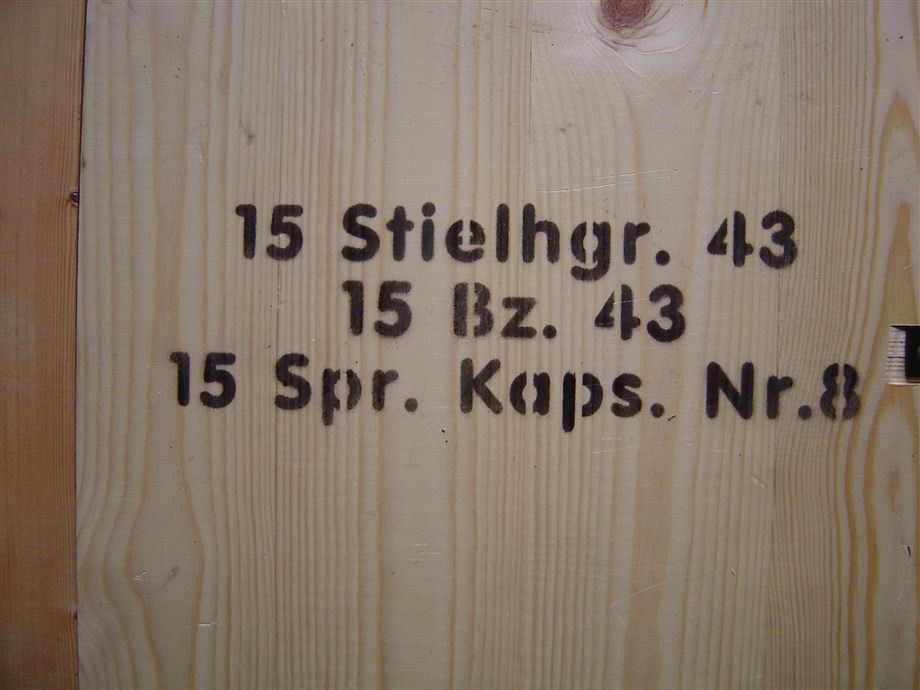 15 Stielhgr. 43
15 Bz. 43
15 Spr. Kaps. Nr.8